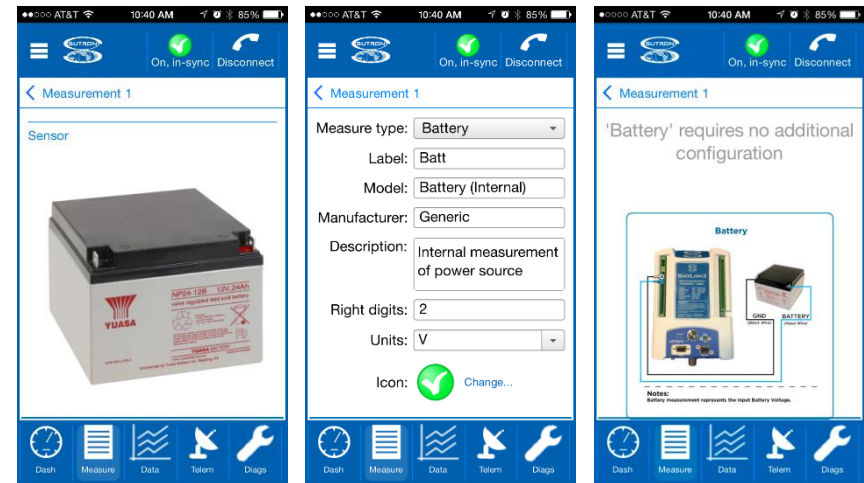 AT&T 10:40 AM 85%
SUTRON
On, in-sync Disconnect
Measurement 1
Sensor
NP24-12B 12V,24Ah
valve regulated lead acid battery
YUASA
Dash Measure Data Telem Diags
AT&T 10:40 AM 85%
SUTRON
On, in-sync Disconnect
Measurement 1
Measure type: Battery
Label: Batt
Model: Battery (Internal)
Manufacturer: Generic
Description: Internal measurement
of power source
Right digits: 2
Units: V
Icon: Change...
Dash Measure Data Telem Diags
AT&T 10:40 AM 85%
SUTRON
On, in-sync Disconnect
Measurement 1
'Battery' requires no additional
configuration
Battery
SATLINK2
GND BATTERY
(Black Wire) (Aqua Wire)
Notes:
Battery measurement represents the input Battery Voltage.
Dash Measure Data Telem Diags